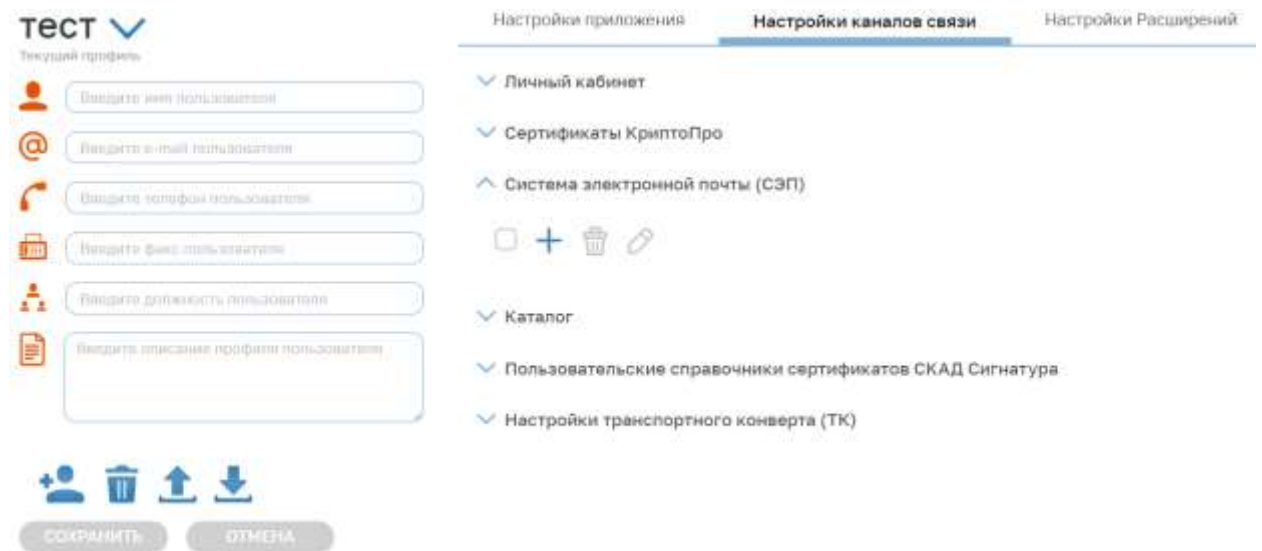 тест
Текущий профиль
Введите имя пользователя
Введите e-mail пользователя
Введите телефон пользователя
Введите факс пользователя
Введите должность пользователя
Введите описание профиля пользователя
СОХРАНИТЬ
ОТМЕНА
Настройки приложения
Настройки каналов связи
Настройки Расширений
Личный кабинет
Сертификаты КриптоПро
Система электронной почты (СЭП)
Каталог
Пользовательские справочники сертификатов СКАД Сигнатура
Настройки транспортного конверта (ТК)